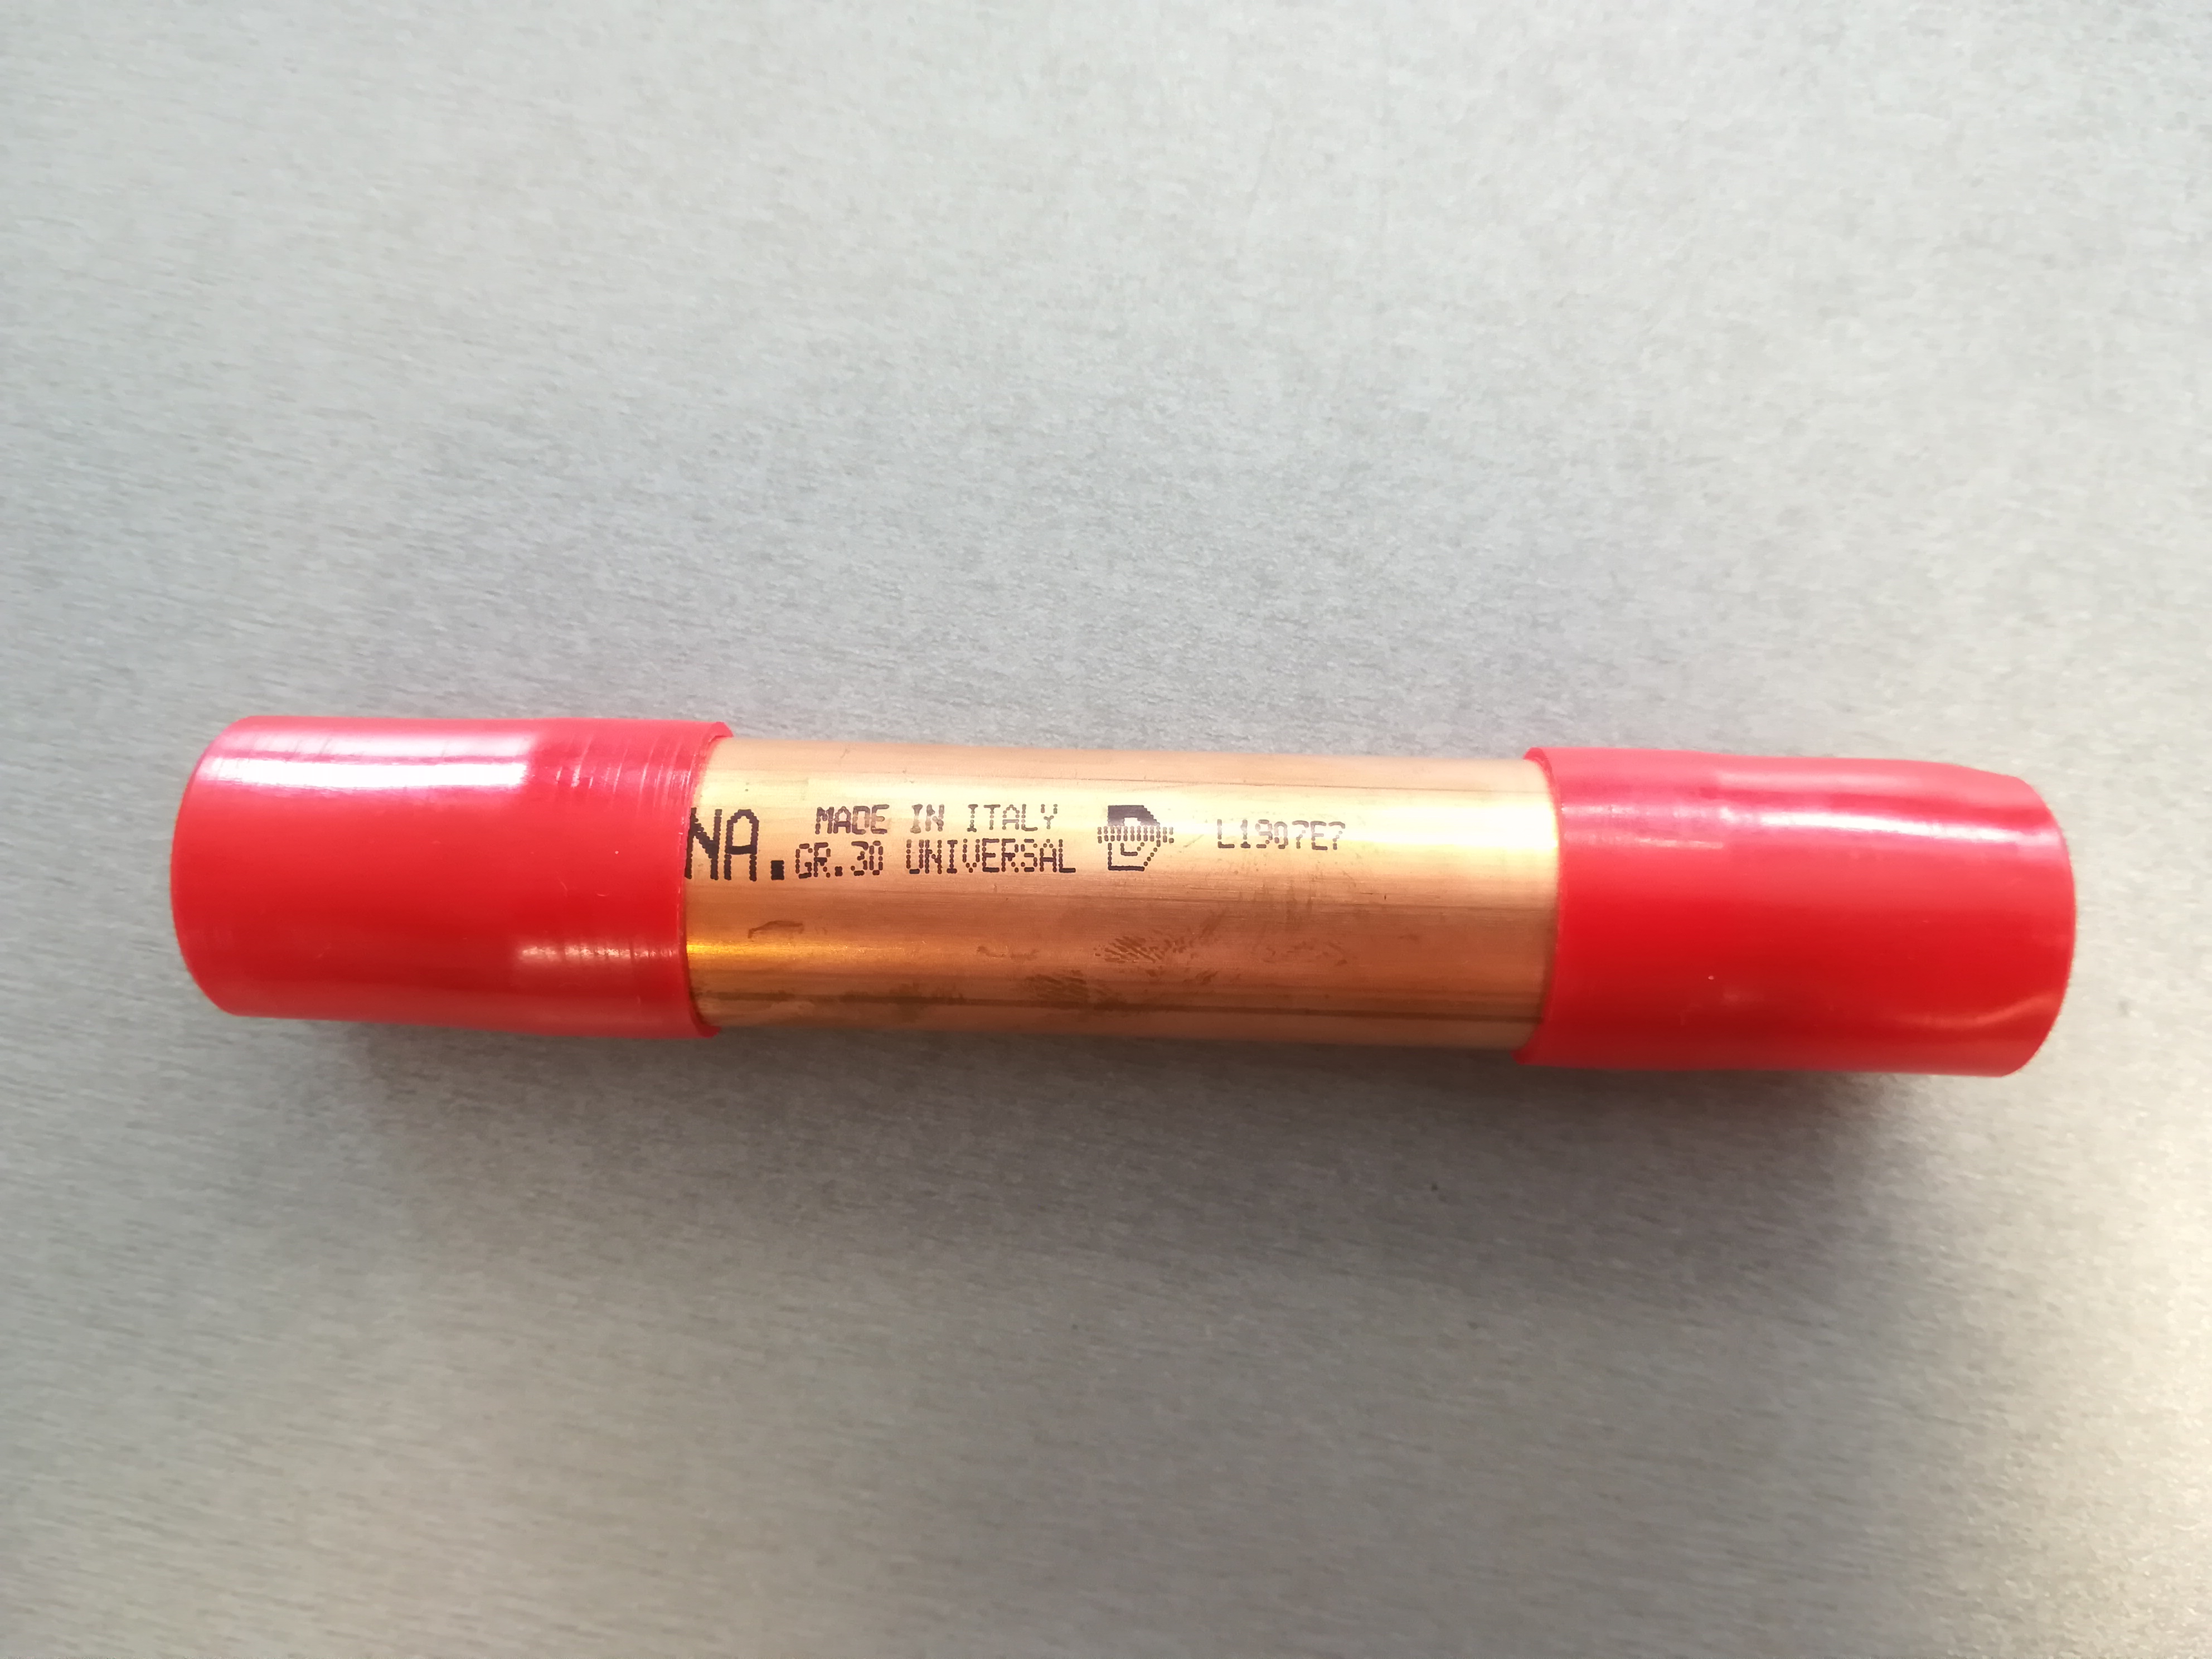 NA.
MADE IN ITALY
GR.30 UNIVERSAL
L1907E7